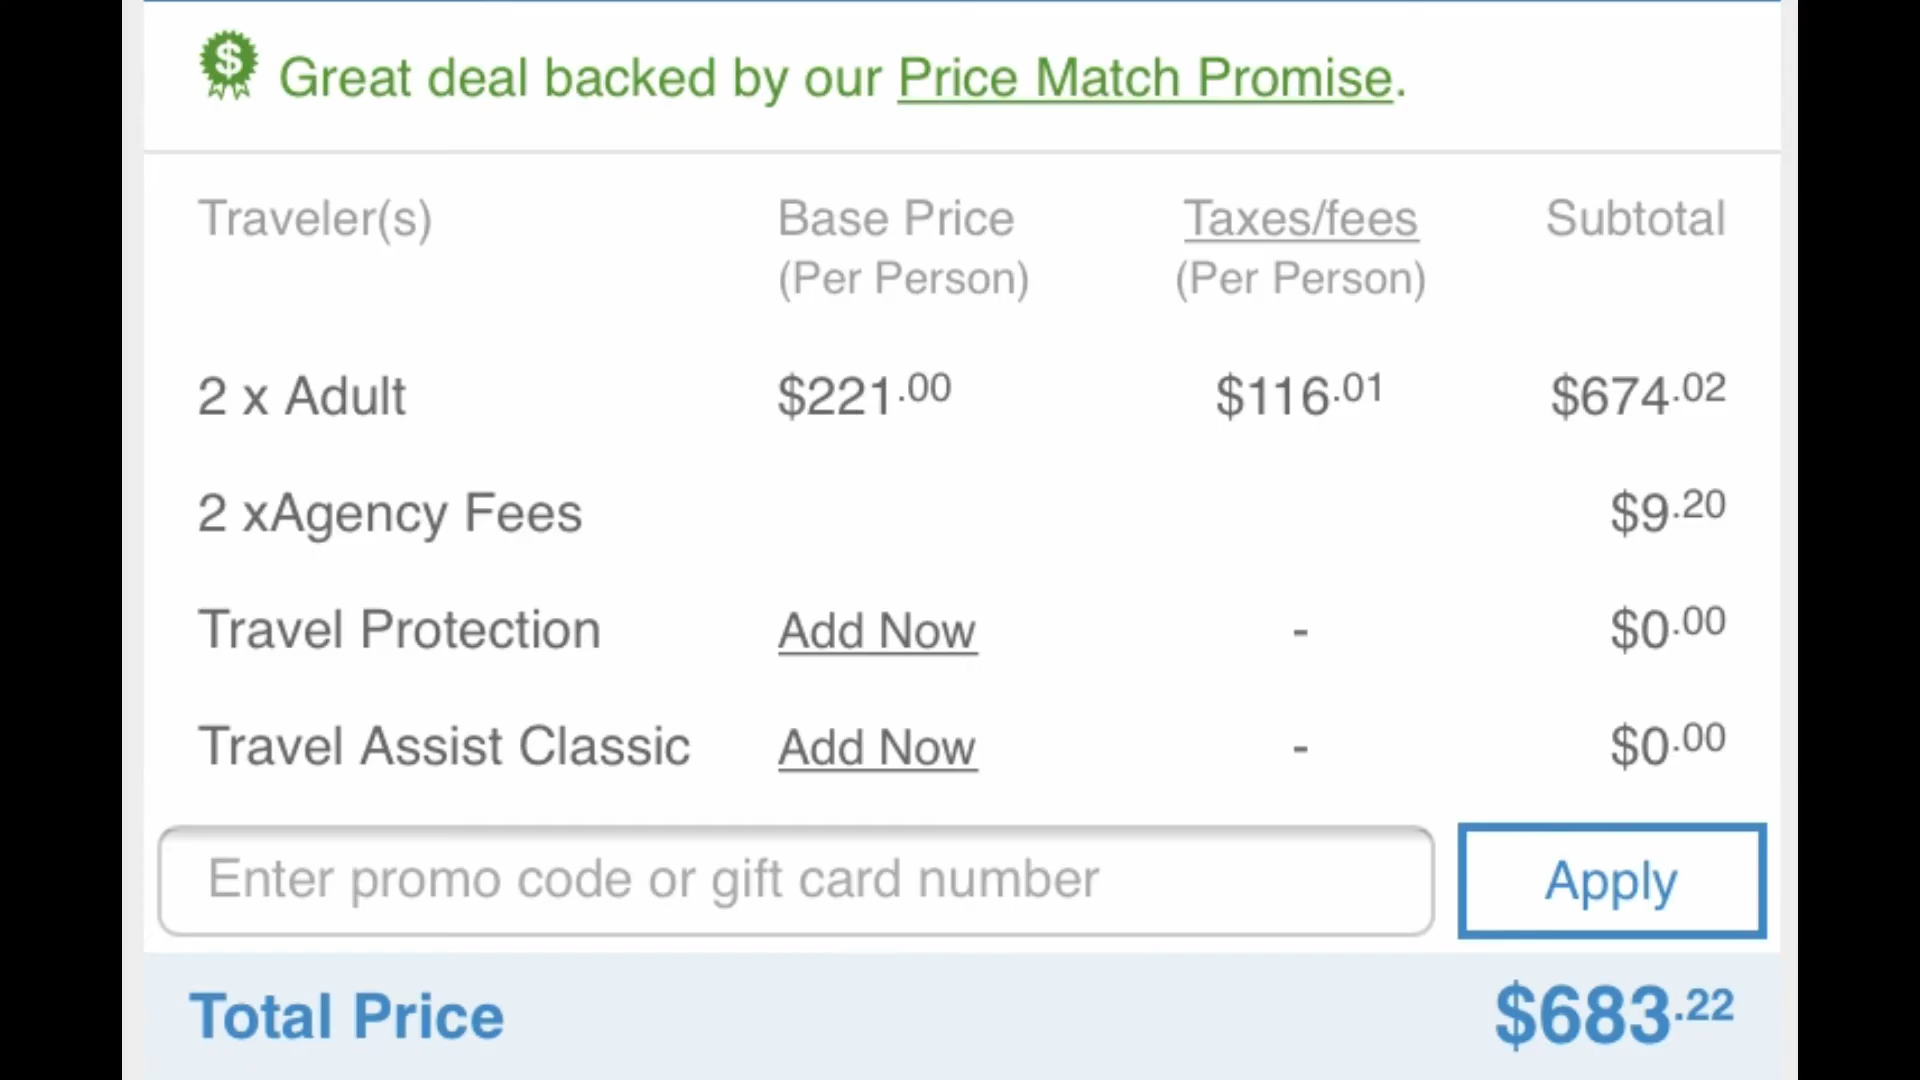 $ Great deal backed by our Price Match Promise.
Traveler(s) Base Price Taxes/fees Subtotal
(Per Person) (Per Person)
2 x Adult $221.00 $116.01 $674.02
2 xAgency Fees $9.20
Travel Protection Add Now - $0.00
Travel Assist Classic Add Now - $0.00
Enter promo code or gift card number Apply
Total Price $683.22